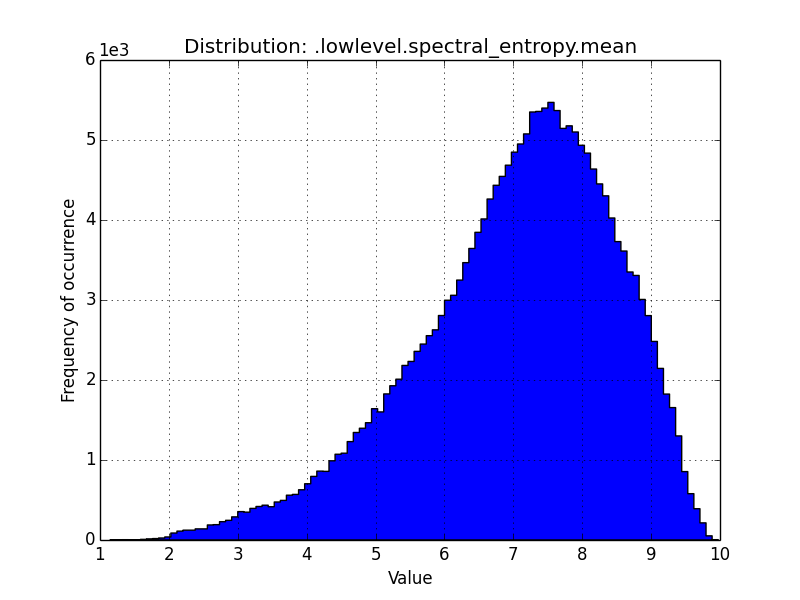 Distribution: .lowlevel.spectral_entropy.mean
1e3
6
5
4
3
2
1
0
Frequency of occurrence
1 2 3 4 5 6 7 8 9 10
Value